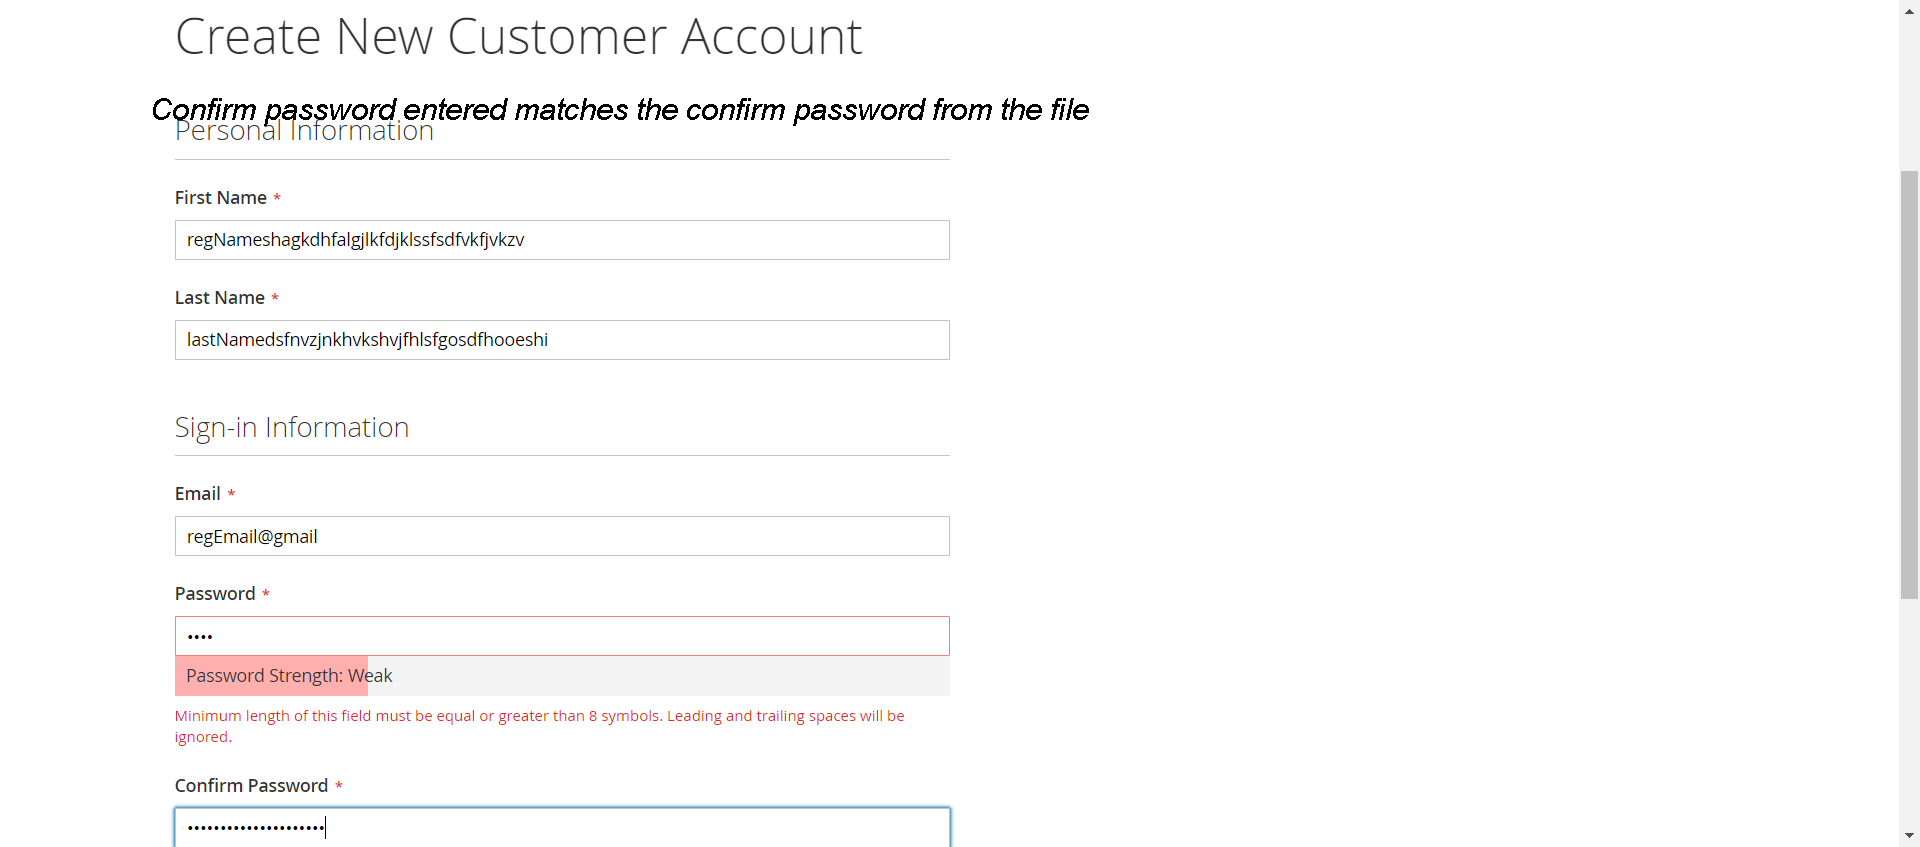 Create New Customer Account
Confirm password entered matches the confirm password from the file
Personal Information
First Name *
regNameshagkdhfalgjlkfdjklssfsdfvkfjvkzv
Last Name *
lastNamedsfnvzjnkhvkshvjfhlsfgosdfhooeshi
Sign-in Information
Email *
regEmail@gmail
Password *
••••
Password Strength: Weak
Minimum length of this field must be equal or greater than 8 symbols. Leading and trailing spaces will be
ignored.
Confirm Password *
•••••••••••••••••••••